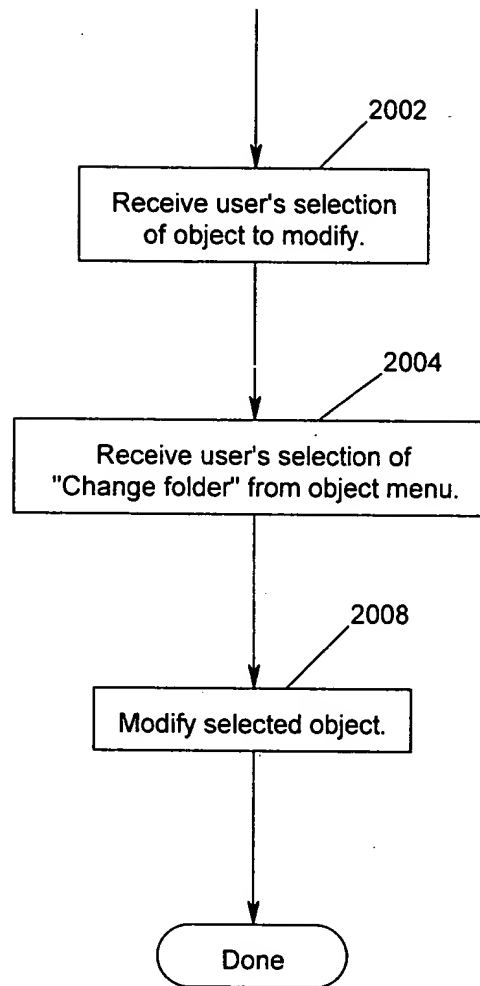 2002
Receive user's selection
of object to modify.
2004
Receive user's selection of
"Change folder" from object menu.
2008
Modify selected object.
Done